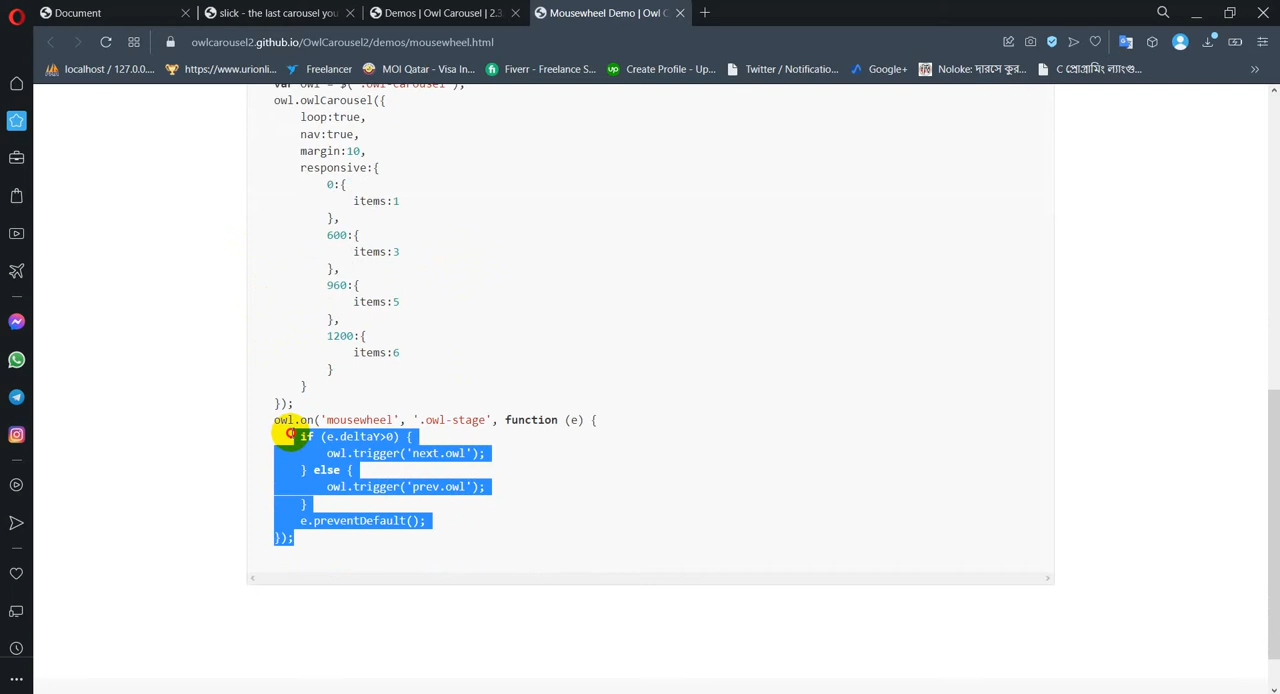 Document
slick - the last carousel you
Demos | Owl Carousel | 2.3
Mousewheel Demo | Owl C
owlcarousel2.github.io/OwlCarousel2/demos/mousewheel.html
localhost / 127.0.0....
https://www.urionli...
Freelancer
MOI Qatar - Visa In...
Fiverr - Freelance S...
Create Profile - Up...
Twitter / Notificatio...
Google+
Noloke: দারসে কুর...
C প্রোগ্রামিং ল্যাংগু...
var owl = $('.owl-carousel');
owl.owlCarousel({
loop:true,
nav:true,
margin:10,
responsive:{
0:{
items:1
},
600:{
items:3
},
960:{
items:5
},
1200:{
items:6
}
}
});
owl.on('mousewheel', '.owl-stage', function (e) {
if (e.deltaY>0) {
owl.trigger('next.owl');
} else {
owl.trigger('prev.owl');
}
e.preventDefault();
});